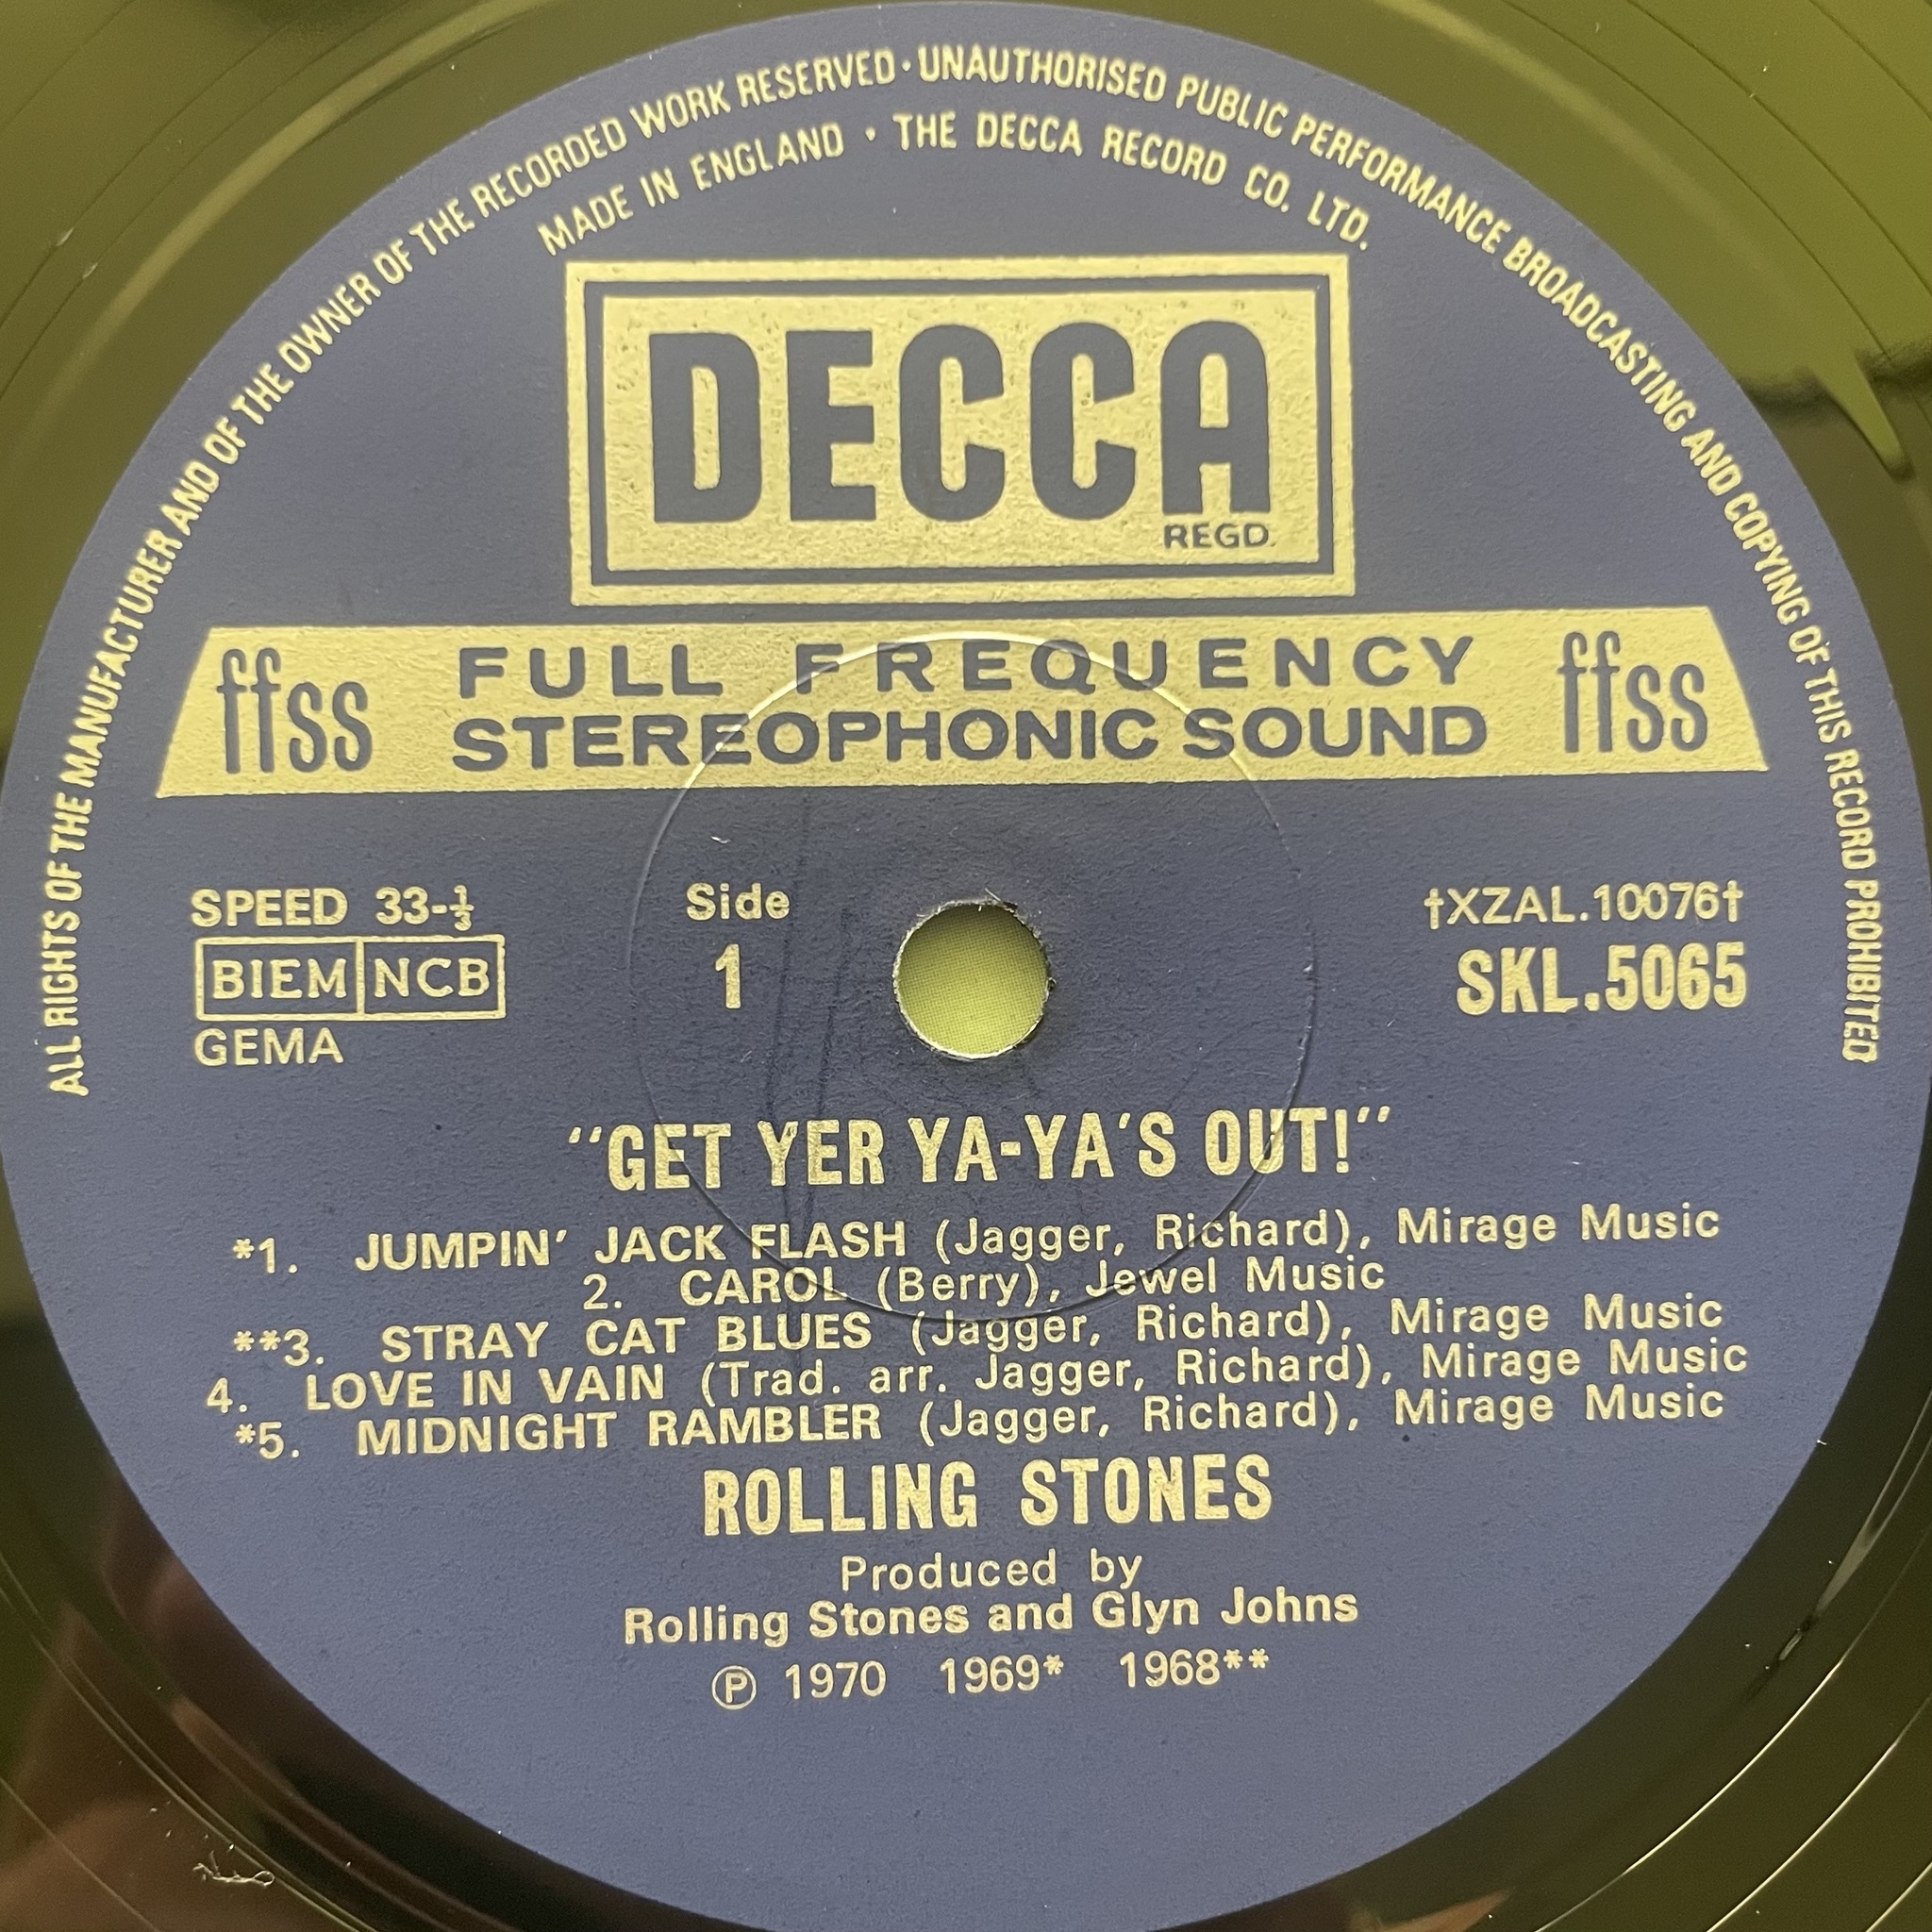 ALL RIGHTS OF THE MANUFACTURER AND OF THE OWNER OF THE RECORDED WORK RESERVED · UNAUTHORISED PUBLIC PERFORMANCE BROADCASTING AND COPYING OF THIS RECORD PROHIBITED
MADE IN ENGLAND · THE DECCA RECORD CO. LTD.
DECCA
REGD.
ffss FULL FREQUENCY STEREOPHONIC SOUND ffss
SPEED 33-⅓
BIEM NCB
GEMA
Side
1
†XZAL.10076†
SKL.5065
"GET YER YA-YA'S OUT!"
*1. JUMPIN' JACK FLASH (Jagger, Richard), Mirage Music
2. CAROL (Berry), Jewel Music
**3. STRAY CAT BLUES (Jagger, Richard), Mirage Music
4. LOVE IN VAIN (Trad. arr. Jagger, Richard), Mirage Music
*5. MIDNIGHT RAMBLER (Jagger, Richard), Mirage Music
ROLLING STONES
Produced by
Rolling Stones and Glyn Johns
℗ 1970 1969* 1968**